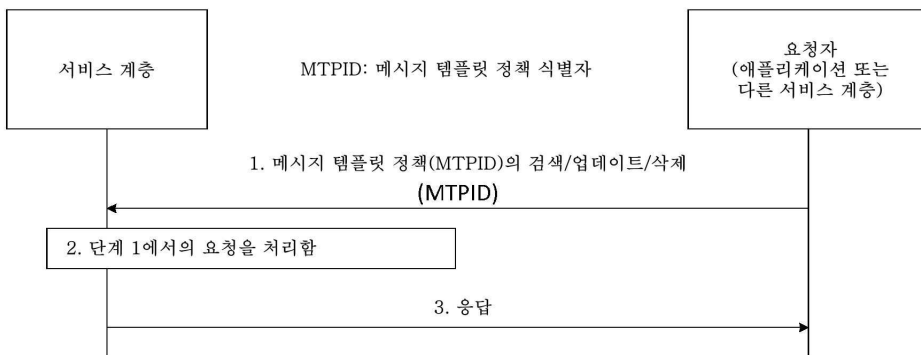 서비스 계층
MTPID: 메시지 템플릿 정책 식별자
요청자
(애플리케이션 또는
다른 서비스 계층)
1. 메시지 템플릿 정책(MTPID)의 검색/업데이트/삭제
(MTPID)
2. 단계 1에서의 요청을 처리함
3. 응답